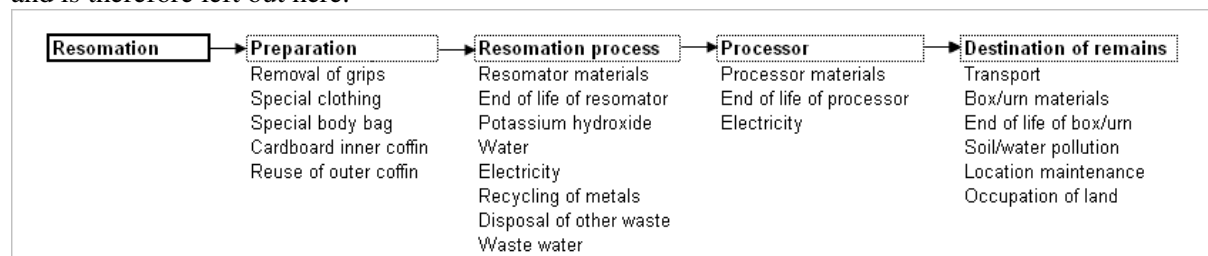 and is therefore left out here.
Resomation
Preparation
Removal of grips
Special clothing
Special body bag
Cardboard inner coffin
Reuse of outer coffin
Resomation process
Resomator materials
End of life of resomator
Potassium hydroxide
Water
Electricity
Recycling of metals
Disposal of other waste
Waste water
Processor
Processor materials
End of life of processor
Electricity
Destination of remains
Transport
Box/urn materials
End of life of box/urn
Soil/water pollution
Location maintenance
Occupation of land